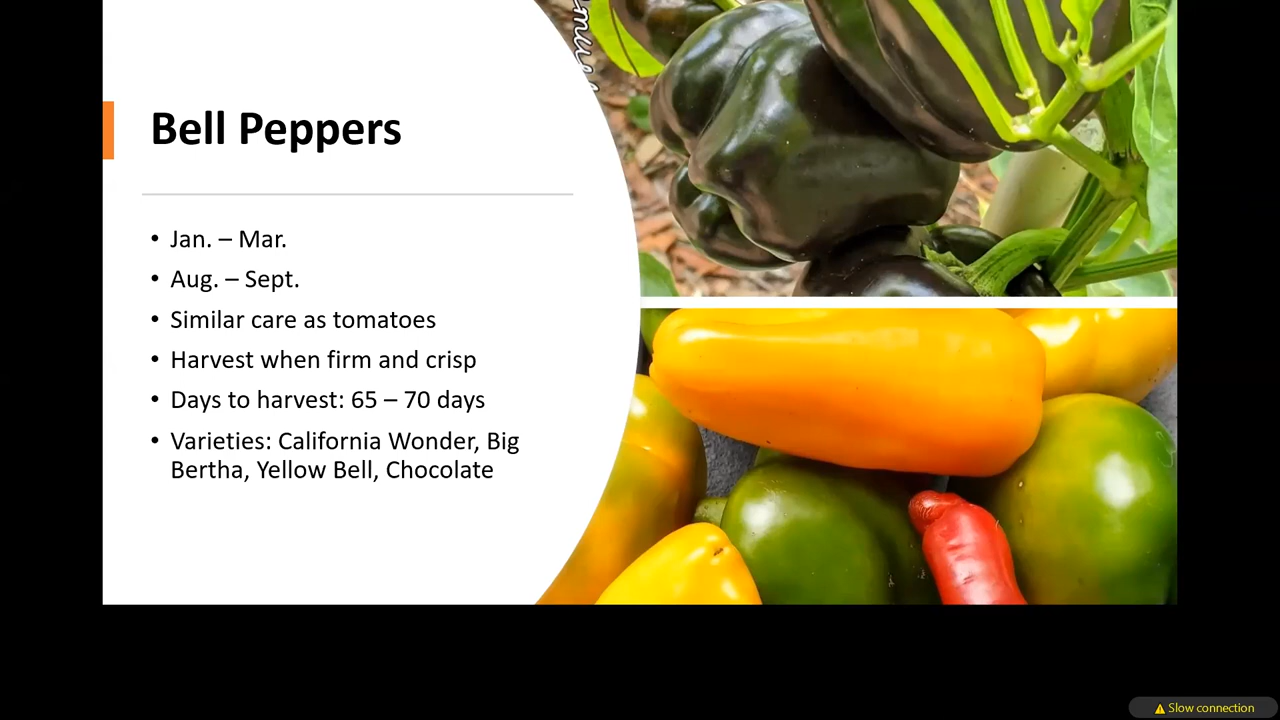 Bell Peppers
• Jan. – Mar.
• Aug. – Sept.
• Similar care as tomatoes
• Harvest when firm and crisp
• Days to harvest: 65 – 70 days
• Varieties: California Wonder, Big
Bertha, Yellow Bell, Chocolate
Slow connection